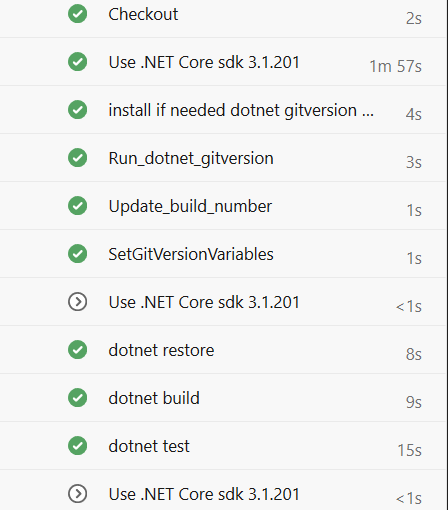 Checkout 2s
Use .NET Core sdk 3.1.201 1m 57s
install if needed dotnet gitversion ... 4s
Run_dotnet_gitversion 3s
Update_build_number 1s
SetGitVersionVariables 1s
Use .NET Core sdk 3.1.201 <1s
dotnet restore 8s
dotnet build 9s
dotnet test 15s
Use .NET Core sdk 3.1.201 <1s